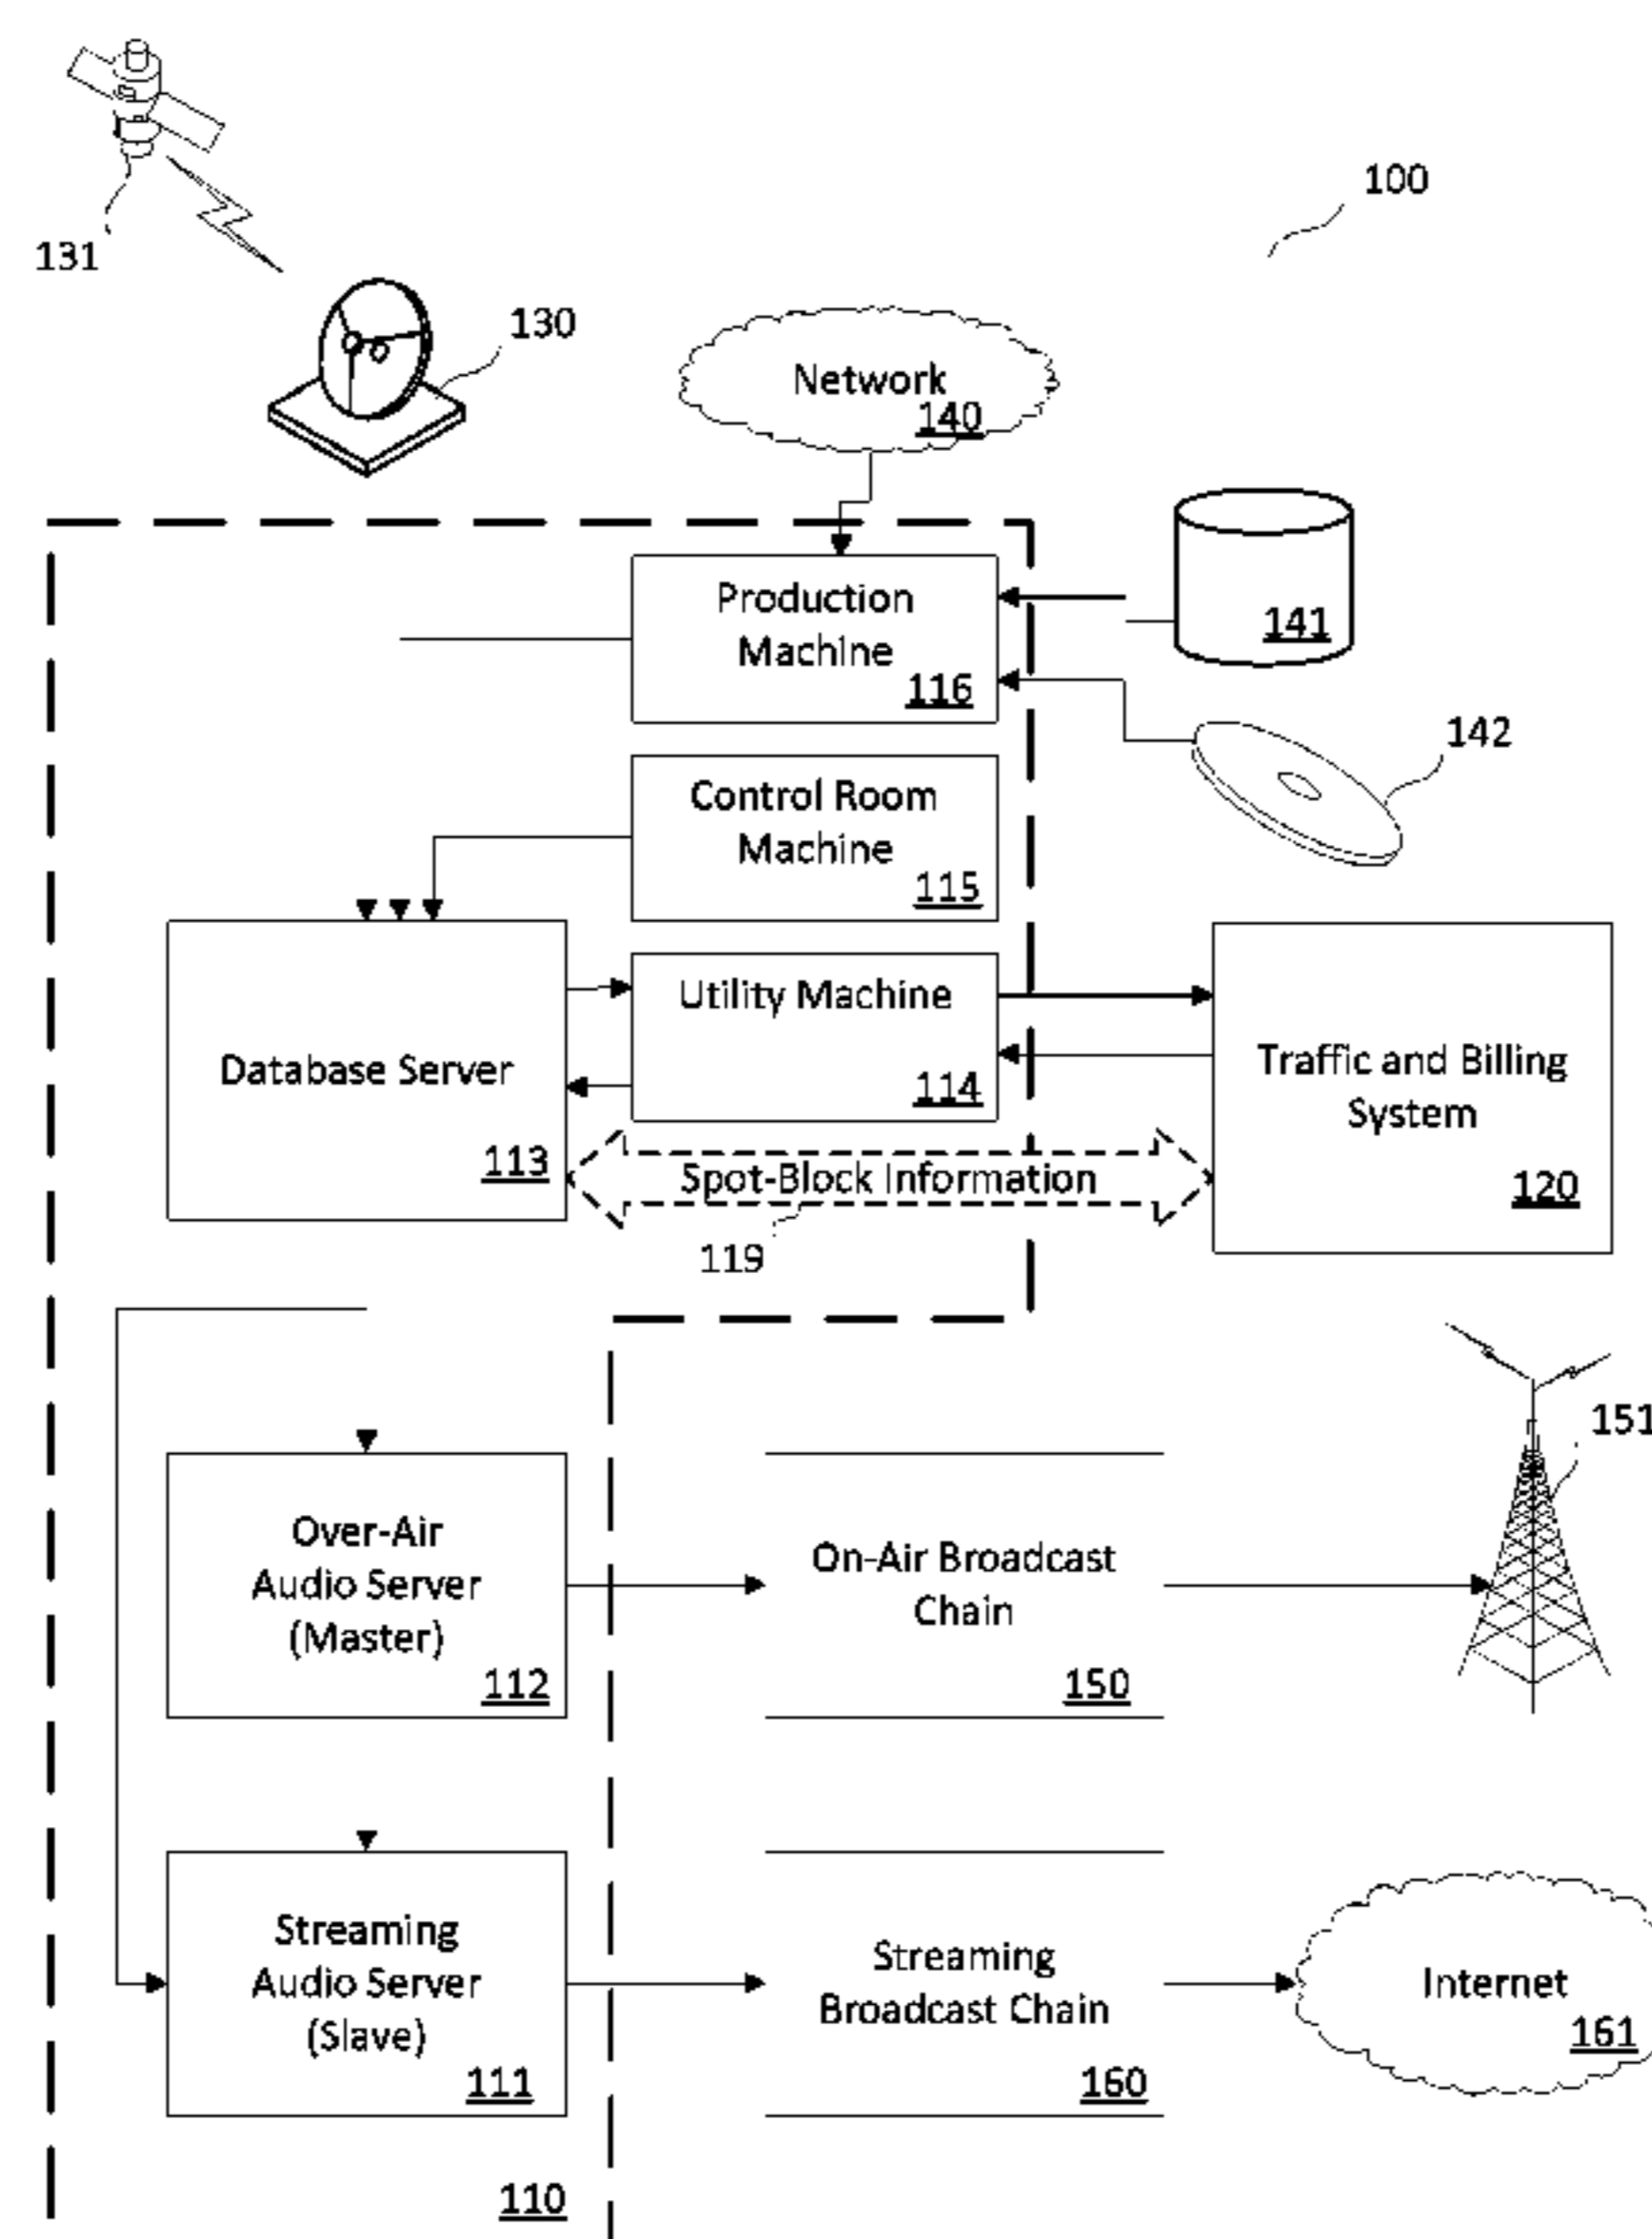 100
131
130
Network
140
Production
Machine
116
141
142
Control Room
Machine
115
Utility Machine
114
Database Server
113
Traffic and Billing
System
120
Spot-Block Information
119
151
Over-Air
Audio Server
(Master)
112
On-Air Broadcast
Chain
150
Streaming
Audio Server
(Slave)
111
Streaming
Broadcast Chain
160
Internet
161
110